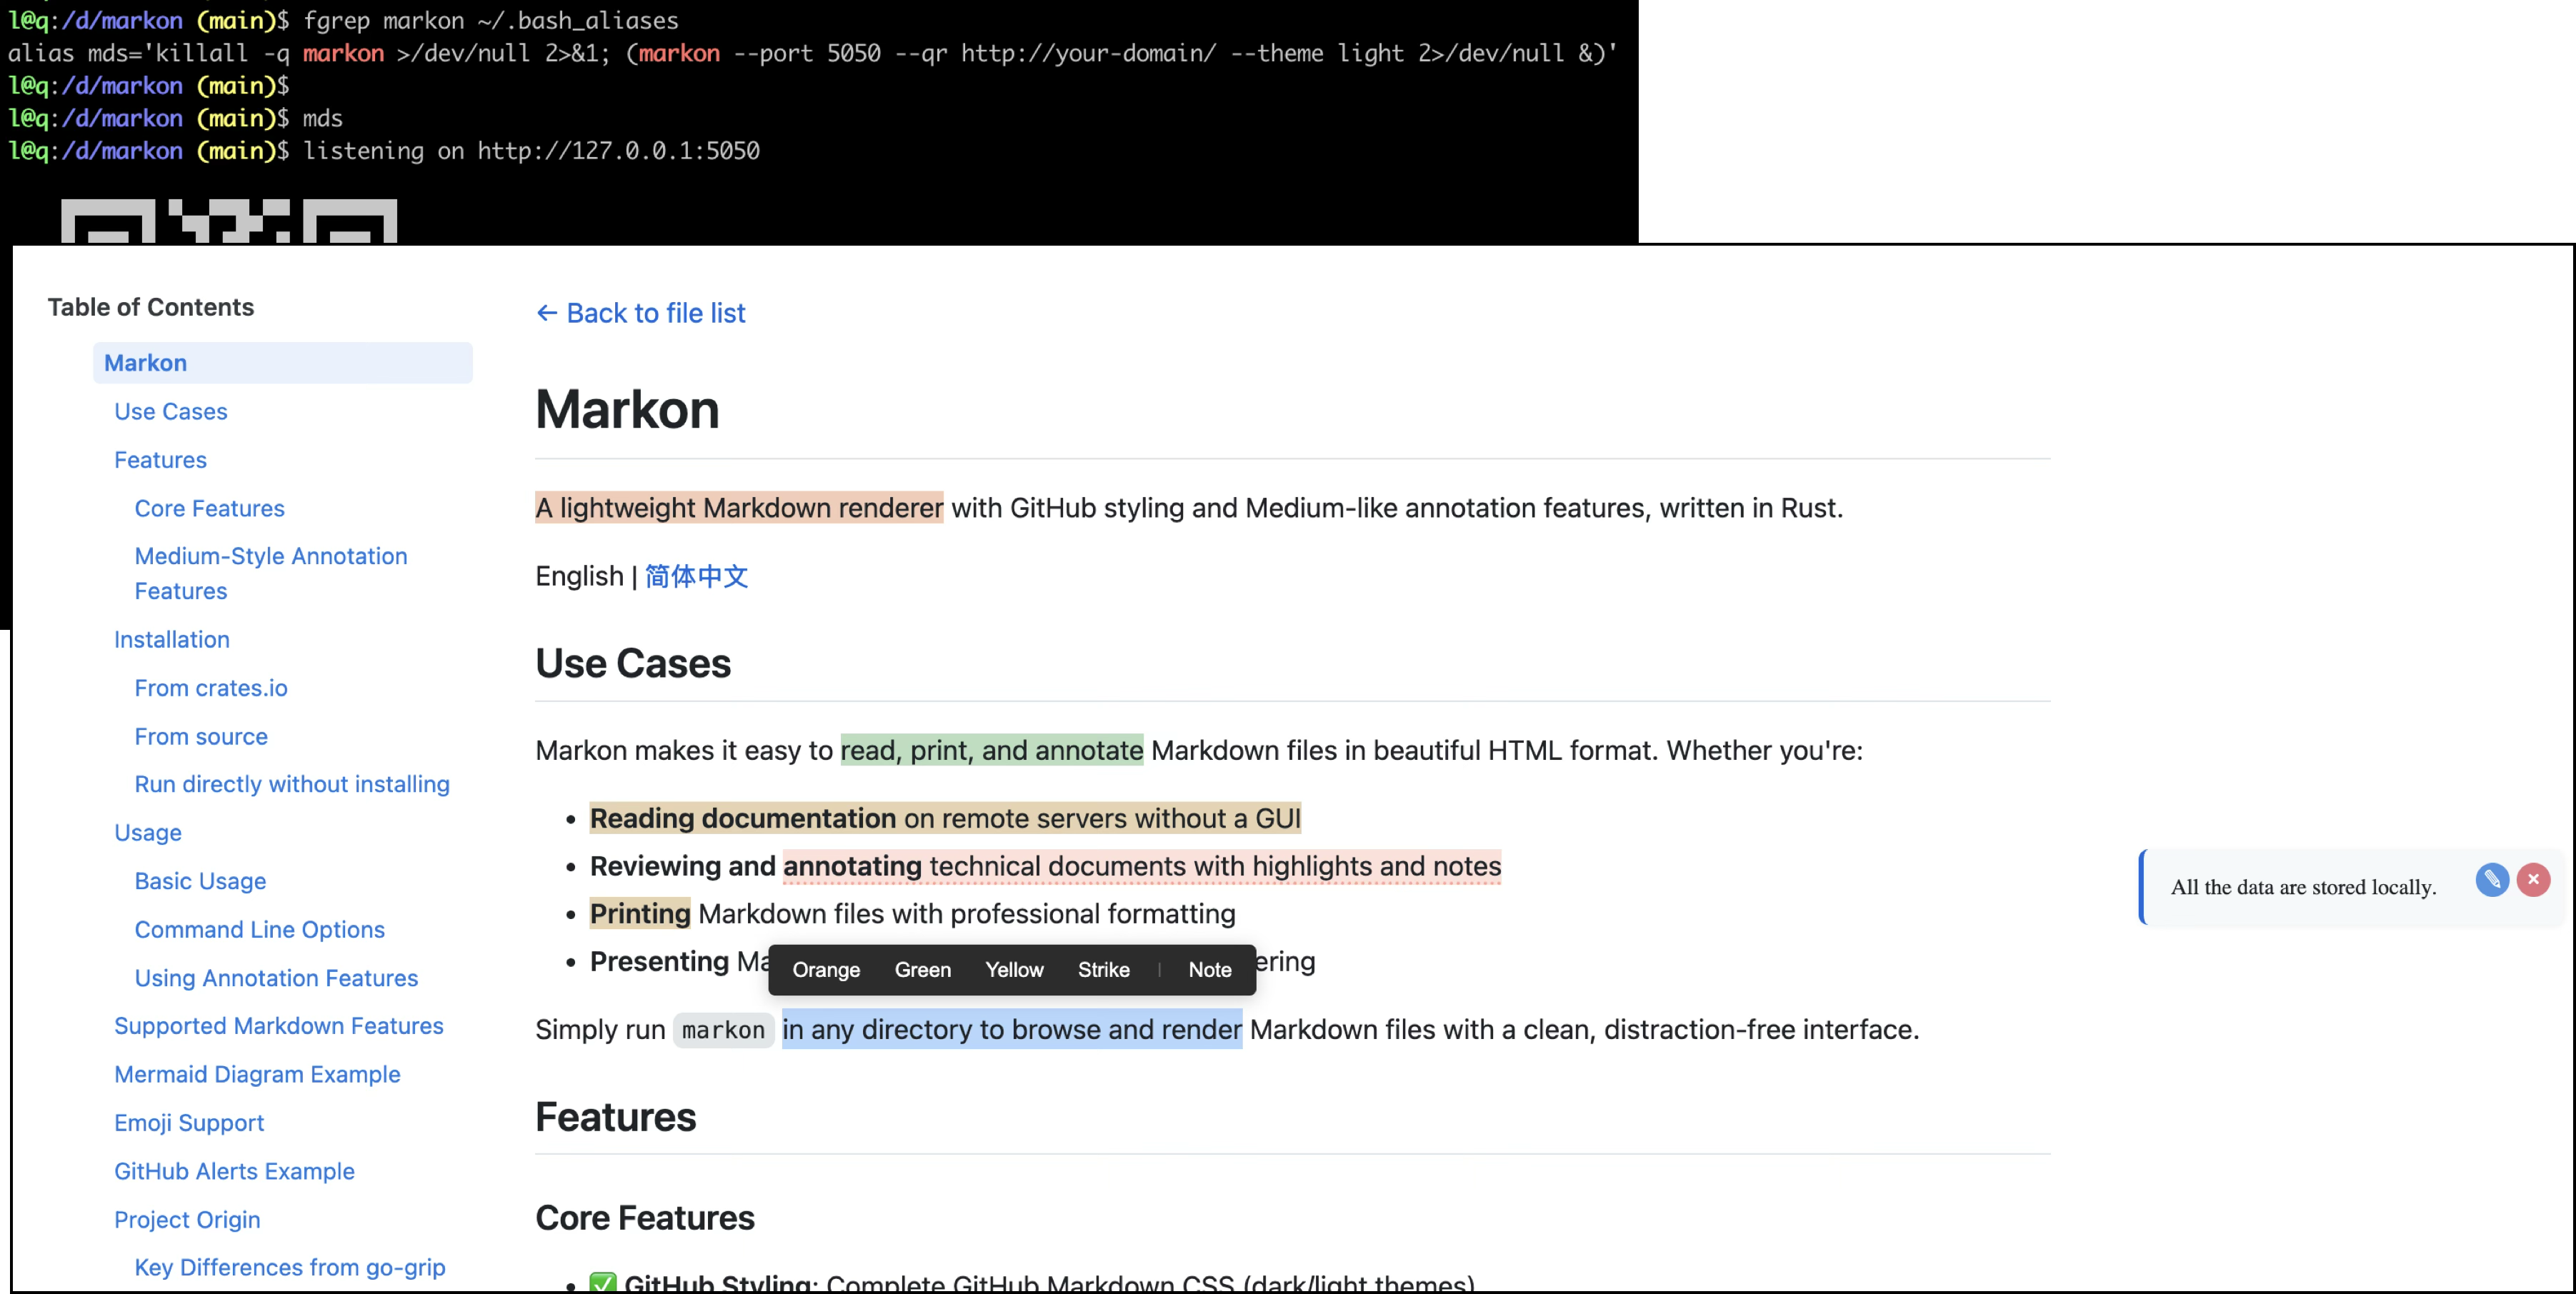 l@q:/d/markon (main)$ fgrep markon ~/.bash_aliases
alias mds='killall -q markon >/dev/null 2>&1; (markon --port 5050 --qr http://your-domain/ --theme light 2>/dev/null &)'
l@q:/d/markon (main)$
l@q:/d/markon (main)$ mds
l@q:/d/markon (main)$ listening on http://127.0.0.1:5050
Table of Contents
Markon
Use Cases
Features
Core Features
Medium-Style Annotation
Features
Installation
From crates.io
From source
Run directly without installing
Usage
Basic Usage
Command Line Options
Using Annotation Features
Supported Markdown Features
Mermaid Diagram Example
Emoji Support
GitHub Alerts Example
Project Origin
Key Differences from go-grip
← Back to file list
Markon
A lightweight Markdown renderer with GitHub styling and Medium-like annotation features, written in Rust.
English | 简体中文
Use Cases
Markon makes it easy to read, print, and annotate Markdown files in beautiful HTML format. Whether you're:
• Reading documentation on remote servers without a GUI
• Reviewing and annotating technical documents with highlights and notes
• Printing Markdown files with professional formatting
• Presenting Ma ering
Orange Green Yellow Strike | Note
Simply run markon in any directory to browse and render Markdown files with a clean, distraction-free interface.
Features
Core Features
• ✅ GitHub Styling: Complete GitHub Markdown CSS (dark/light themes)
All the data are stored locally.